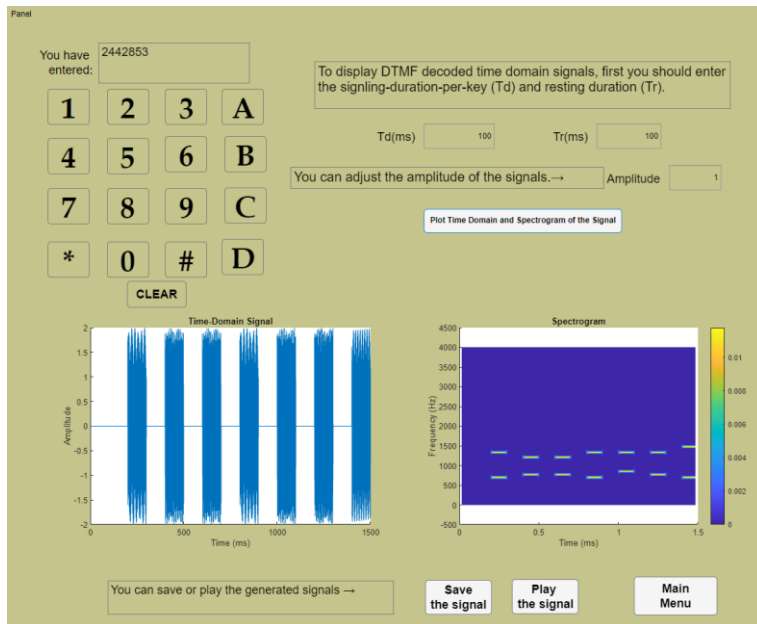 Panel
You have
entered:
2442853
To display DTMF decoded time domain signals, first you should enter
the signling-duration-per-key (Td) and resting duration (Tr).
1 2 3 A
4 5 6 B
7 8 9 C
* 0 # D
CLEAR
Td(ms) 100 Tr(ms) 100
You can adjust the amplitude of the signals.→ Amplitude 1
Plot Time Domain and Spectrogram of the Signal
Time-Domain Signal
2
1.5
1
0.5
0
-0.5
-1
-1.5
-2
Amplitude
0 500 1000 1500
Time (ms)
Spectrogram
4500
4000
3500
3000
2500
2000
1500
1000
500
0
-500
Frequency (Hz)
0 0.5 1 1.5
Time (ms)
0.01
0.008
0.006
0.004
0.002
0
You can save or play the generated signals →
Save
the signal
Play
the signal
Main
Menu